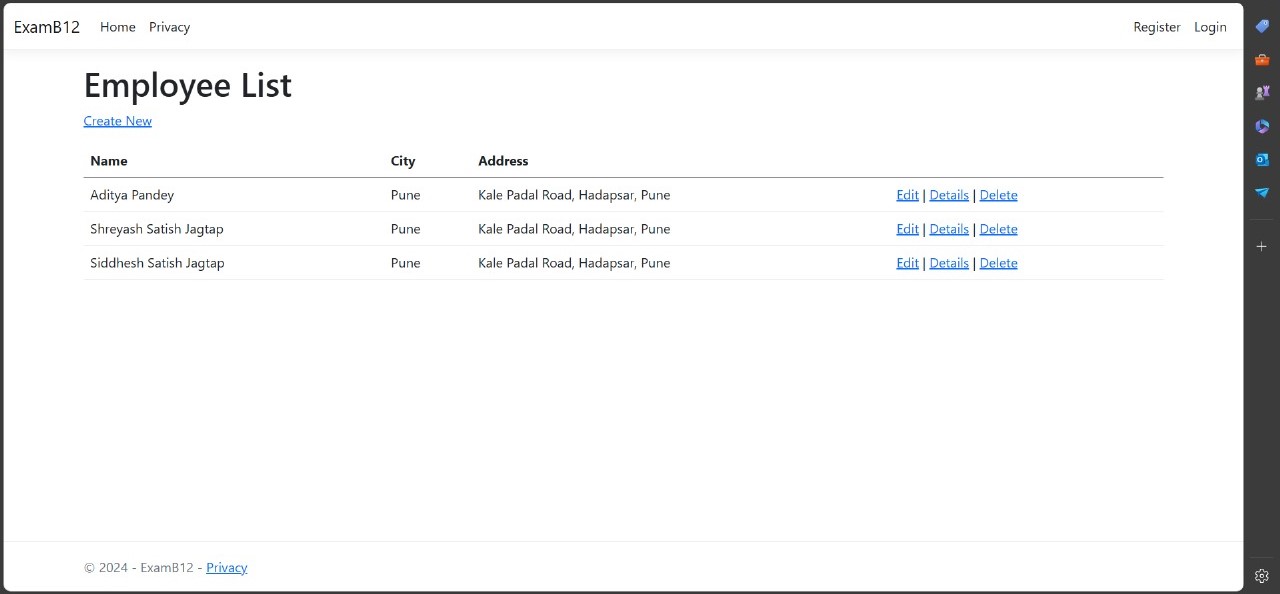 ExamB12 Home Privacy Register Login
Employee List
Create New
Name City Address
Aditya Pandey Pune Kale Padal Road, Hadapsar, Pune Edit | Details | Delete
Shreyash Satish Jagtap Pune Kale Padal Road, Hadapsar, Pune Edit | Details | Delete
Siddhesh Satish Jagtap Pune Kale Padal Road, Hadapsar, Pune Edit | Details | Delete
© 2024 - ExamB12 - Privacy